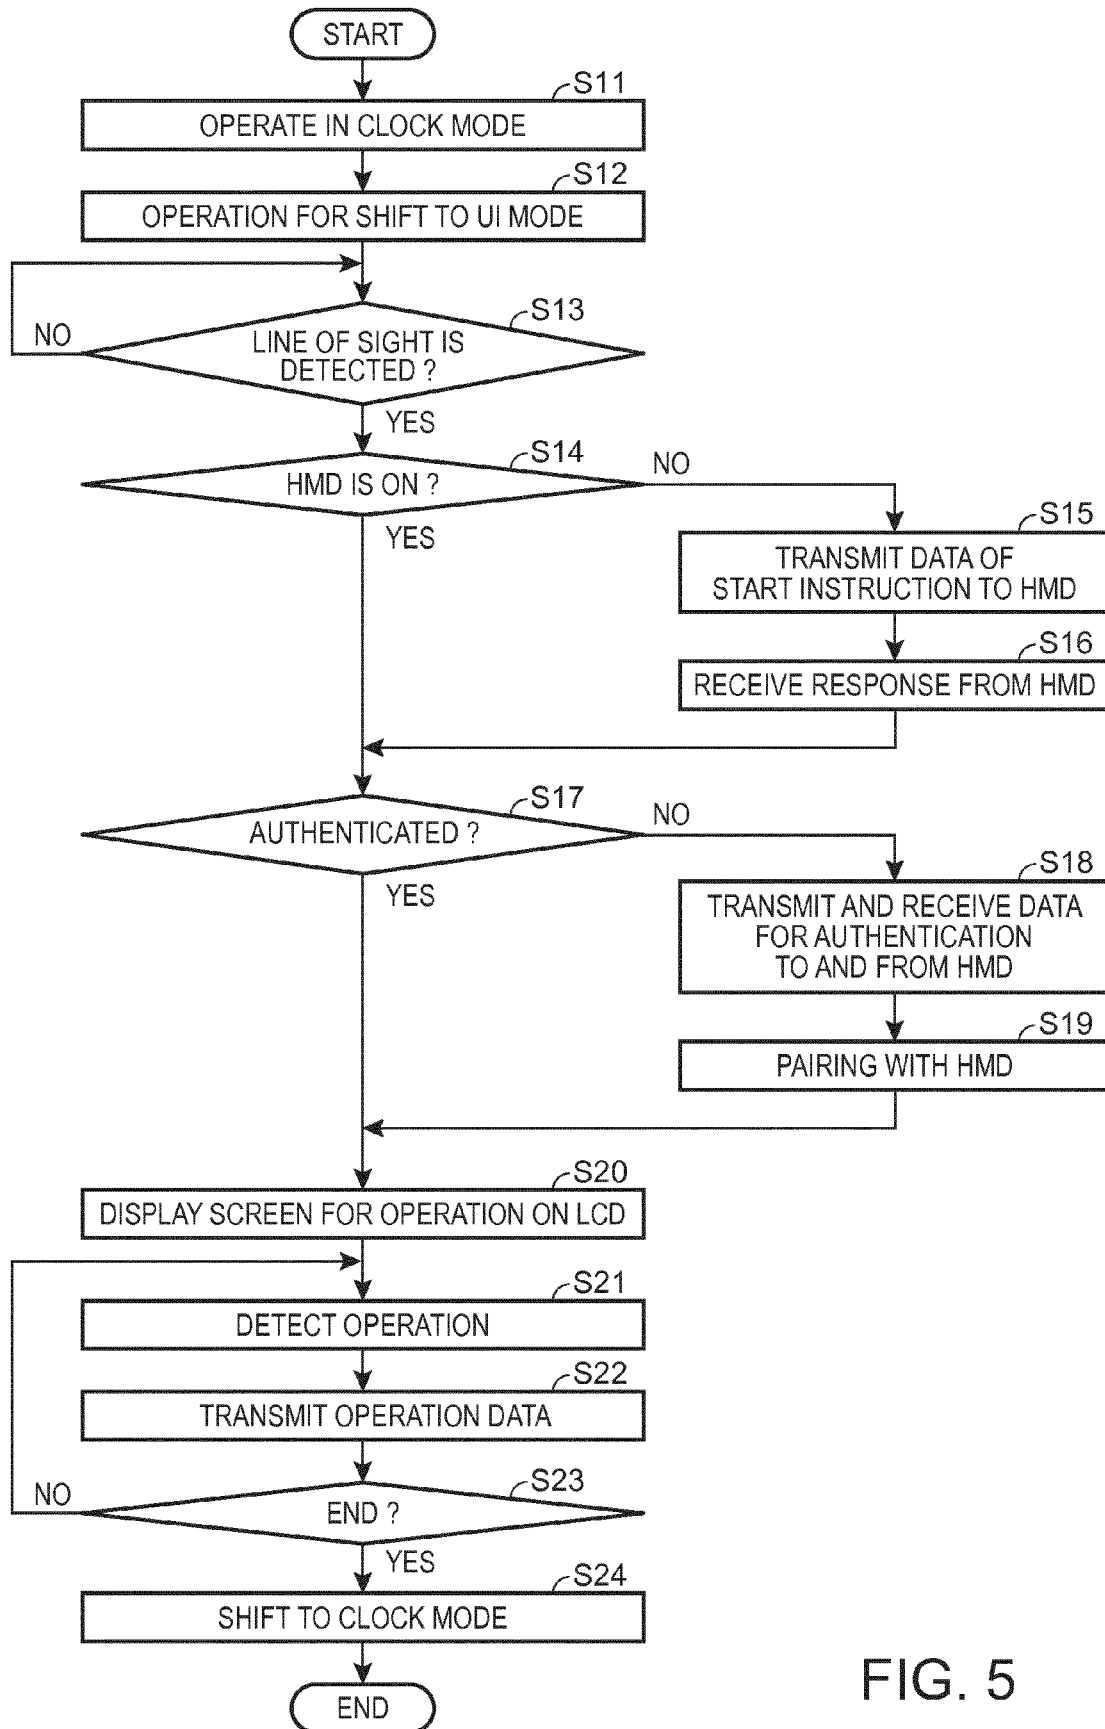 START
S11
OPERATE IN CLOCK MODE
S12
OPERATION FOR SHIFT TO UI MODE
S13
NO
LINE OF SIGHT IS
DETECTED ?
YES
S14
NO
HMD IS ON ?
YES
S15
TRANSMIT DATA OF
START INSTRUCTION TO HMD
S16
RECEIVE RESPONSE FROM HMD
S17
NO
AUTHENTICATED ?
YES
S18
TRANSMIT AND RECEIVE DATA
FOR AUTHENTICATION
TO AND FROM HMD
S19
PAIRING WITH HMD
S20
DISPLAY SCREEN FOR OPERATION ON LCD
S21
DETECT OPERATION
S22
TRANSMIT OPERATION DATA
S23
NO
END ?
YES
S24
SHIFT TO CLOCK MODE
END
FIG. 5